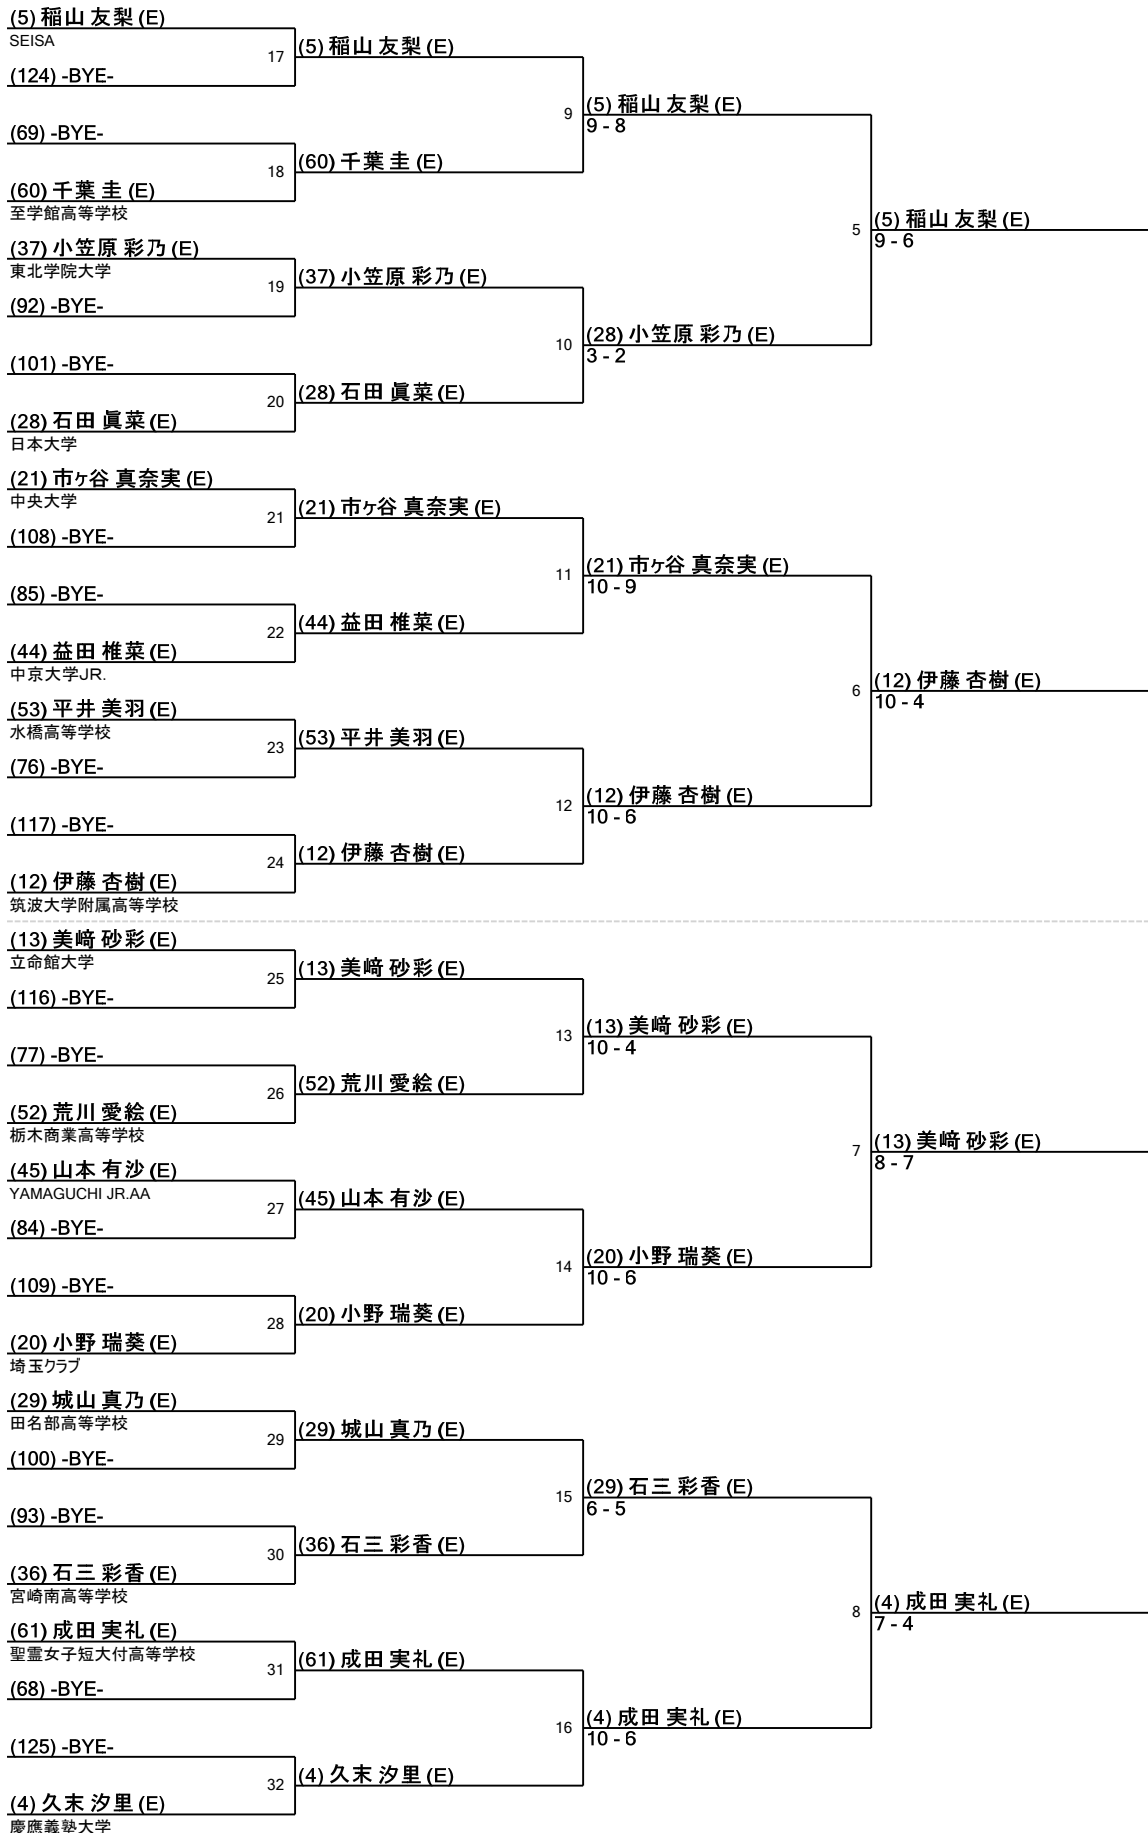 (5) 稲山 友梨 (E)
SEISA
17
(5) 稲山 友梨 (E)
(124) -BYE-
9
(5) 稲山 友梨 (E)
9 - 8
(69) -BYE-
18
(60) 千葉 圭 (E)
(60) 千葉 圭 (E)
至学館高等学校
5
(5) 稲山 友梨 (E)
9 - 6
(37) 小笠原 彩乃 (E)
東北学院大学
19
(37) 小笠原 彩乃 (E)
(92) -BYE-
10
(28) 小笠原 彩乃 (E)
3 - 2
(101) -BYE-
20
(28) 石田 眞菜 (E)
(28) 石田 眞菜 (E)
日本大学
(21) 市ヶ谷 真奈実 (E)
中央大学
21
(21) 市ヶ谷 真奈実 (E)
(108) -BYE-
11
(21) 市ヶ谷 真奈実 (E)
10 - 9
(85) -BYE-
22
(44) 益田 椎菜 (E)
(44) 益田 椎菜 (E)
中京大学JR.
6
(12) 伊藤 杏樹 (E)
10 - 4
(53) 平井 美羽 (E)
水橋高等学校
23
(53) 平井 美羽 (E)
(76) -BYE-
12
(12) 伊藤 杏樹 (E)
10 - 6
(117) -BYE-
24
(12) 伊藤 杏樹 (E)
(12) 伊藤 杏樹 (E)
筑波大学附属高等学校
(13) 美﨑 砂彩 (E)
立命館大学
25
(13) 美﨑 砂彩 (E)
(116) -BYE-
13
(13) 美﨑 砂彩 (E)
10 - 4
(77) -BYE-
26
(52) 荒川 愛絵 (E)
(52) 荒川 愛絵 (E)
栃木商業高等学校
7
(13) 美﨑 砂彩 (E)
8 - 7
(45) 山本 有沙 (E)
YAMAGUCHI JR.AA
27
(45) 山本 有沙 (E)
(84) -BYE-
14
(20) 小野 瑞葵 (E)
10 - 6
(109) -BYE-
28
(20) 小野 瑞葵 (E)
(20) 小野 瑞葵 (E)
埼玉クラブ
(29) 城山 真乃 (E)
田名部高等学校
29
(29) 城山 真乃 (E)
(100) -BYE-
15
(29) 石三 彩香 (E)
6 - 5
(93) -BYE-
30
(36) 石三 彩香 (E)
(36) 石三 彩香 (E)
宮崎南高等学校
8
(4) 成田 実礼 (E)
7 - 4
(61) 成田 実礼 (E)
聖霊女子短大付高等学校
31
(61) 成田 実礼 (E)
(68) -BYE-
16
(4) 成田 実礼 (E)
10 - 6
(125) -BYE-
32
(4) 久末 汐里 (E)
(4) 久末 汐里 (E)
慶應義塾大学